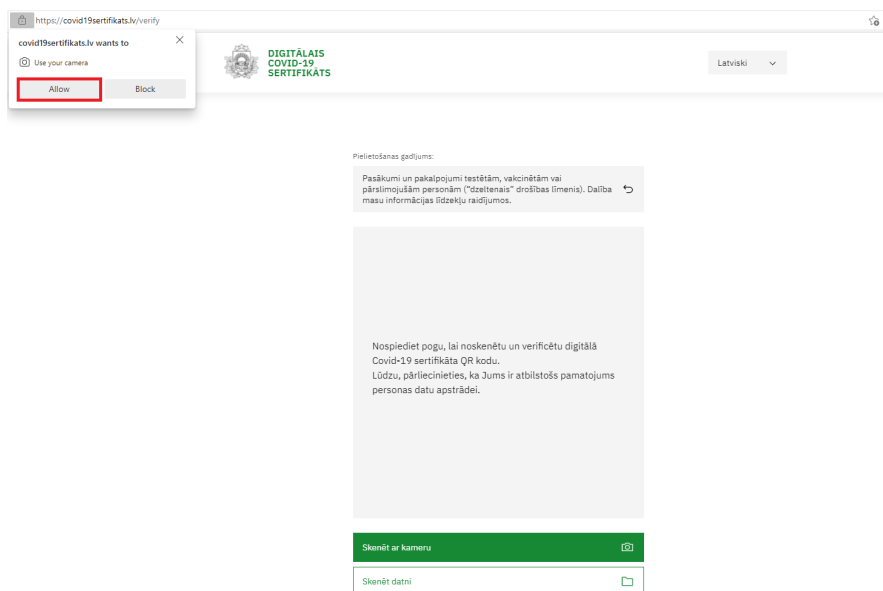 https://covid19sertifikats.lv/verify
covid19sertifikats.lv wants to
Use your camera
Allow
Block
DIGITĀLAIS
COVID-19
SERTIFIKĀTS
Latviski
Pielietošanas gadījums:
Pasākumi un pakalpojumi testētām, vakcinētām vai
pārslimojušām personām ("dzeltenais" drošības līmenis). Dalība
masu informācijas līdzekļu raidījumos.
Nospiediet pogu, lai noskenētu un verificētu digitālā
Covid-19 sertifikāta QR kodu.
Lūdzu, pārliecinieties, ka Jums ir atbilstošs pamatojums
personas datu apstrādei.
Skenēt ar kameru
Skenēt datni